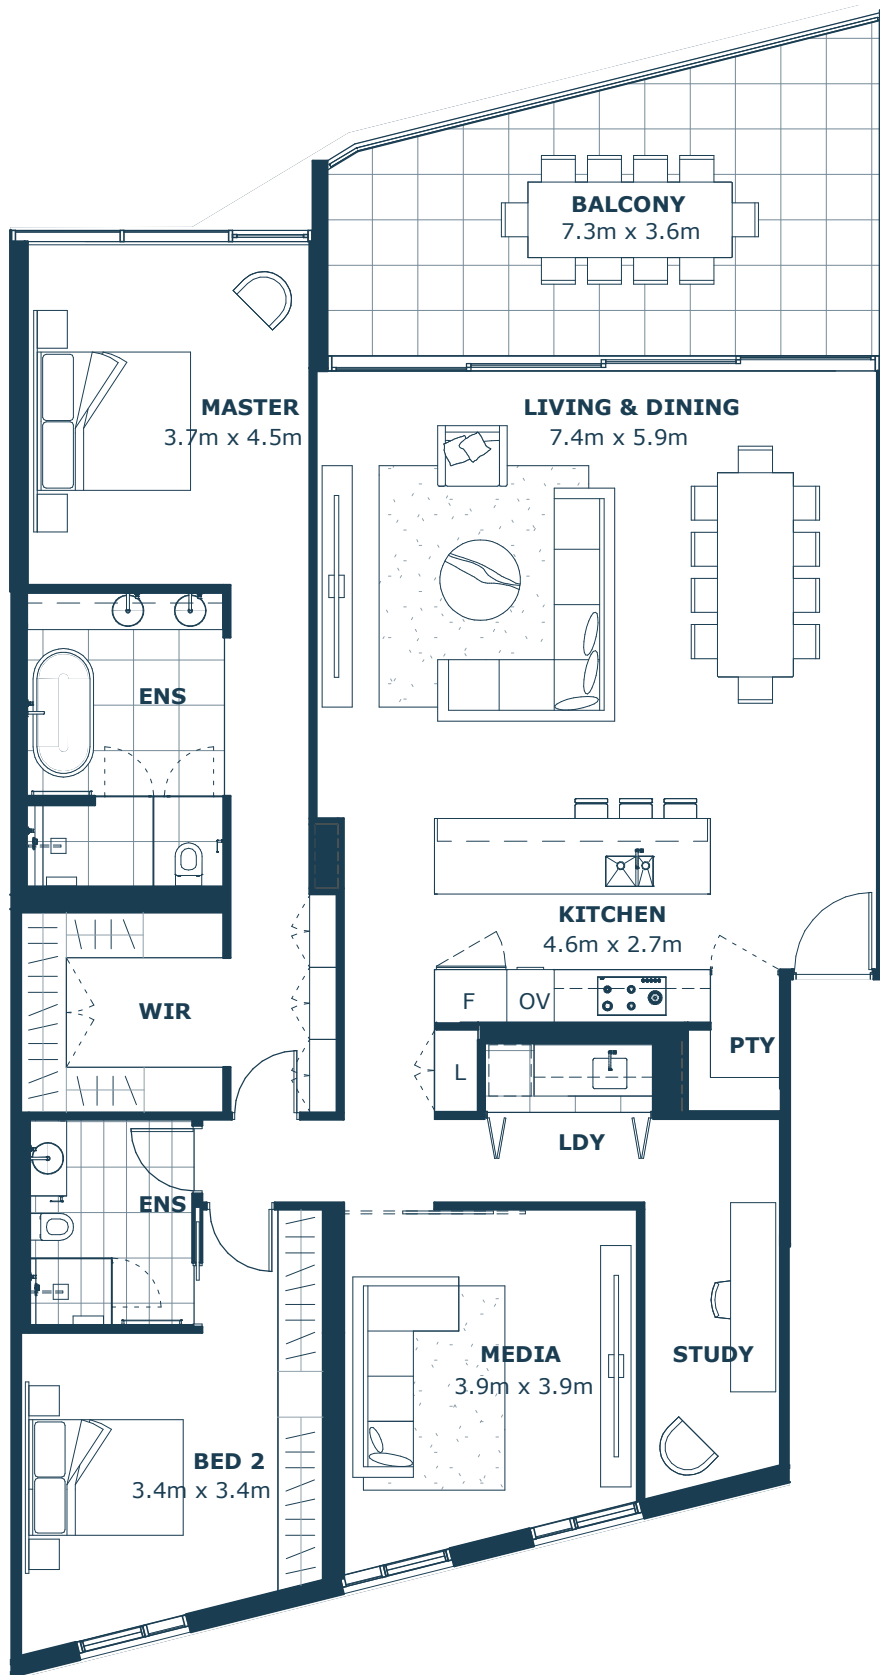 BALCONY
7.3m x 3.6m
MASTER
3.7m x 4.5m
LIVING & DINING
7.4m x 5.9m
ENS
KITCHEN
4.6m x 2.7m
F
OV
WIR
PTY
L
LDY
ENS
MEDIA
3.9m x 3.9m
STUDY
BED 2
3.4m x 3.4m